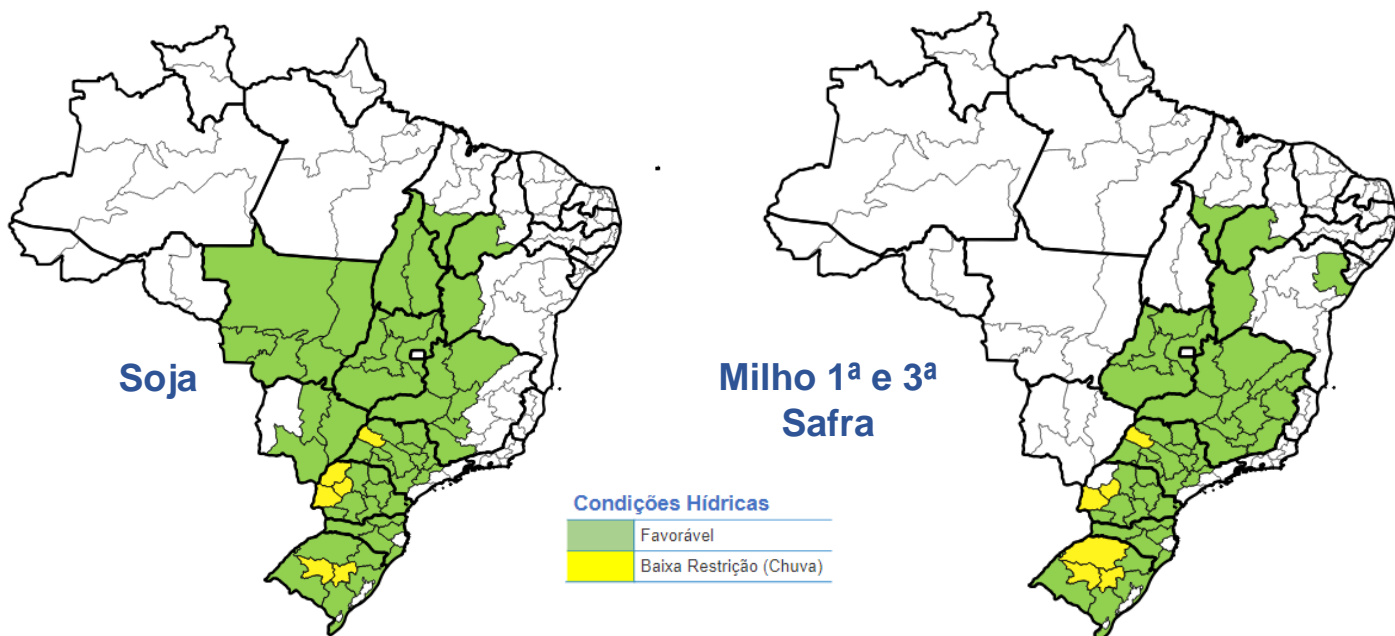 Soja
Milho 1ª e 3ª
Safra
Condições Hídricas
Favorável
Baixa Restrição (Chuva)